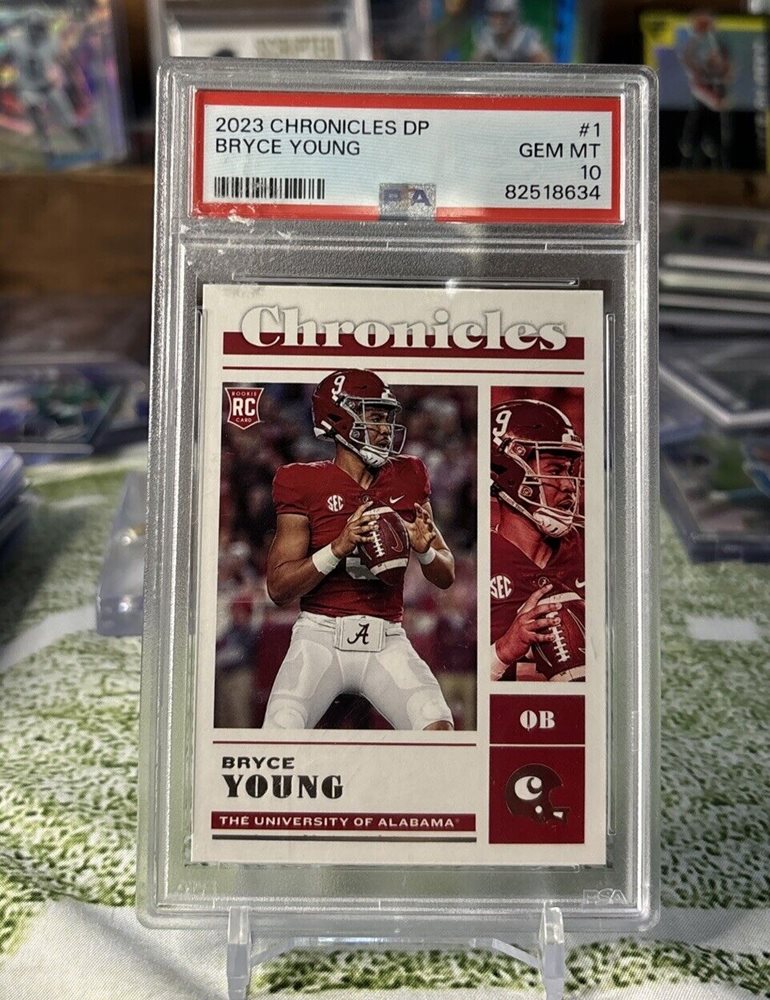 2023 CHRONICLES DP #1
BRYCE YOUNG GEM MT
10
82518634
PSA
Chronicles
ROOKIE
RC
CARD
9
SEC
A
9
SEC
QB
C
BRYCE
YOUNG
THE UNIVERSITY OF ALABAMA
PSA